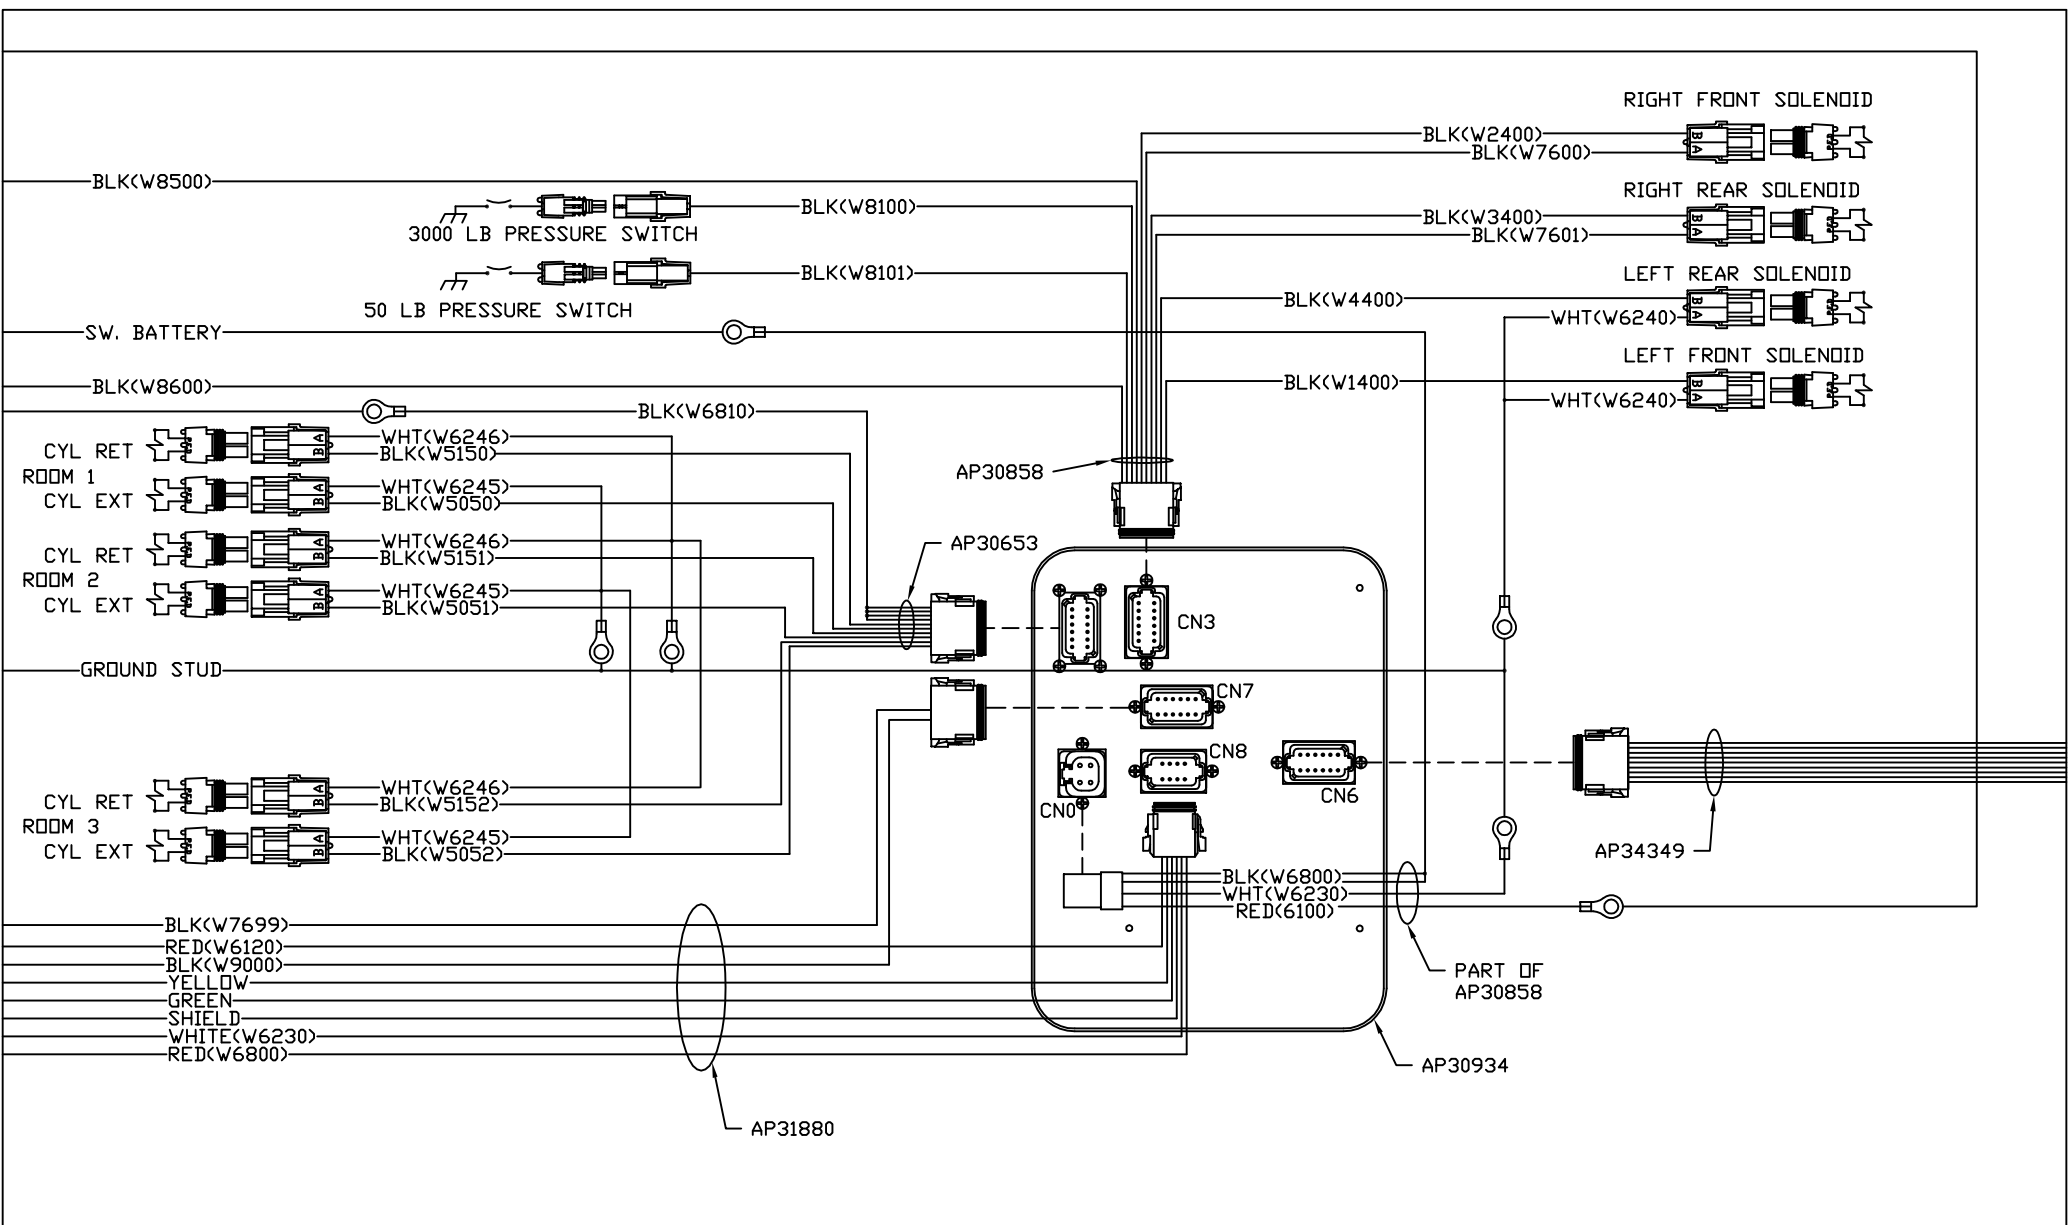 RIGHT FRONT SOLENOID
BLK(W2400)
BLK(W7600)
B
A
BLK(W8500)
RIGHT REAR SOLENOID
BLK(W8100)
BLK(W3400)
BLK(W7601)
B
A
3000 LB PRESSURE SWITCH
BLK(W8101)
LEFT REAR SOLENOID
BLK(W4400)
WHT(W6240)
B
A
50 LB PRESSURE SWITCH
SW. BATTERY
LEFT FRONT SOLENOID
BLK(W8600)
BLK(W1400)
WHT(W6240)
B
A
BLK(W6810)
CYL RET
A
B
WHT(W6246)
BLK(W5150)
ROOM 1
CYL EXT
A
B
WHT(W6245)
BLK(W5050)
AP30858
CYL RET
A
B
WHT(W6246)
BLK(W5151)
AP30653
ROOM 2
CYL EXT
A
B
WHT(W6245)
BLK(W5051)
CN3
GROUND STUD
CN7
CN8
CN6
CN0
CYL RET
A
B
WHT(W6246)
BLK(W5152)
ROOM 3
CYL EXT
A
B
WHT(W6245)
BLK(W5052)
AP34349
BLK(W6800)
WHT(W6230)
RED(6100)
BLK(W7699)
RED(W6120)
BLK(W9000)
YELLOW
GREEN
SHIELD
WHITE(W6230)
RED(W6800)
PART OF
AP30858
AP30934
AP31880